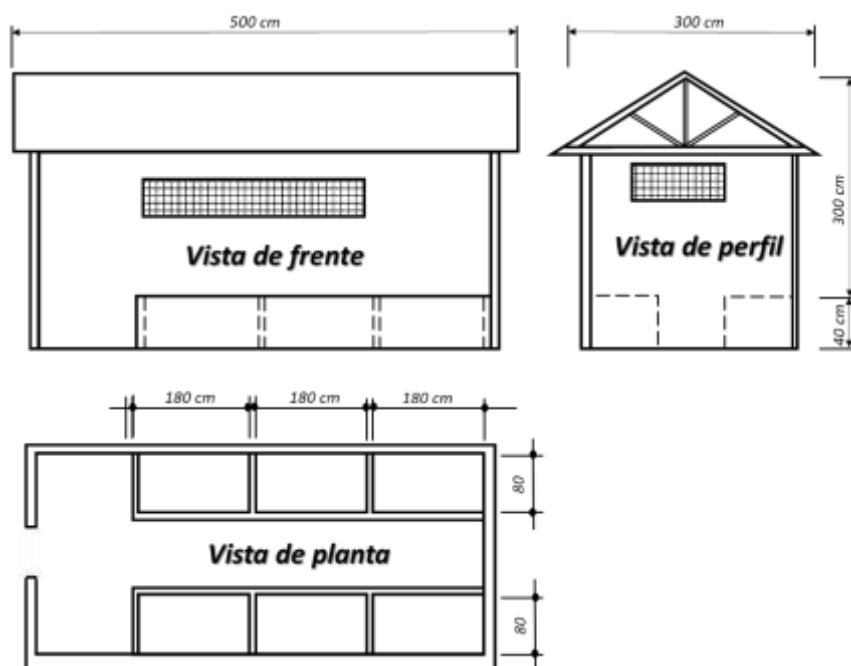 500 cm
300 cm
Vista de frente
Vista de perfil
300 cm
40 cm
180 cm
180 cm
180 cm
80
Vista de planta
80